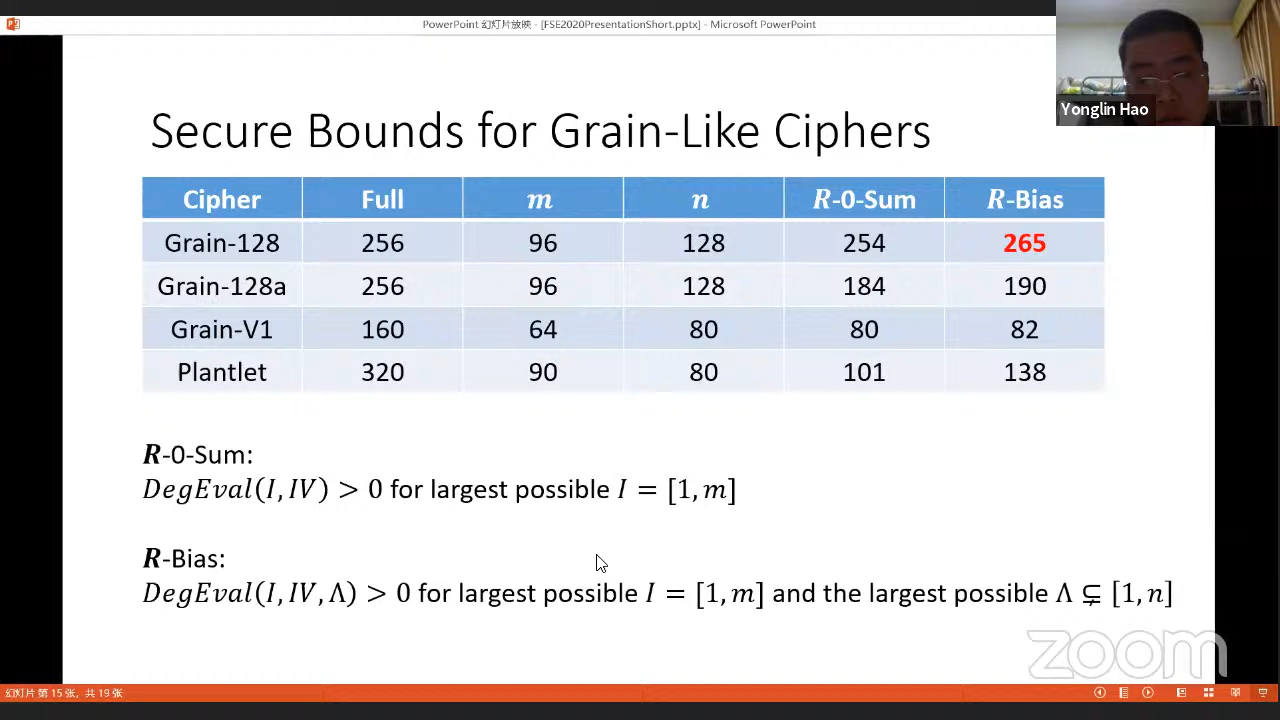 PowerPoint 幻灯片放映 - [FSE2020PresentationShort.pptx] - Microsoft PowerPoint
Yonglin Hao
Secure Bounds for Grain-Like Ciphers
Cipher Full m n R-0-Sum R-Bias
Grain-128 256 96 128 254 265
Grain-128a 256 96 128 184 190
Grain-V1 160 64 80 80 82
Plantlet 320 90 80 101 138
R-0-Sum:
DegEval(I, IV) > 0 for largest possible I = [1, m]
R-Bias:
DegEval(I, IV, Λ) > 0 for largest possible I = [1, m] and the largest possible Λ ⊊ [1, n]
zoom
幻灯片 第 15 张，共 19 张